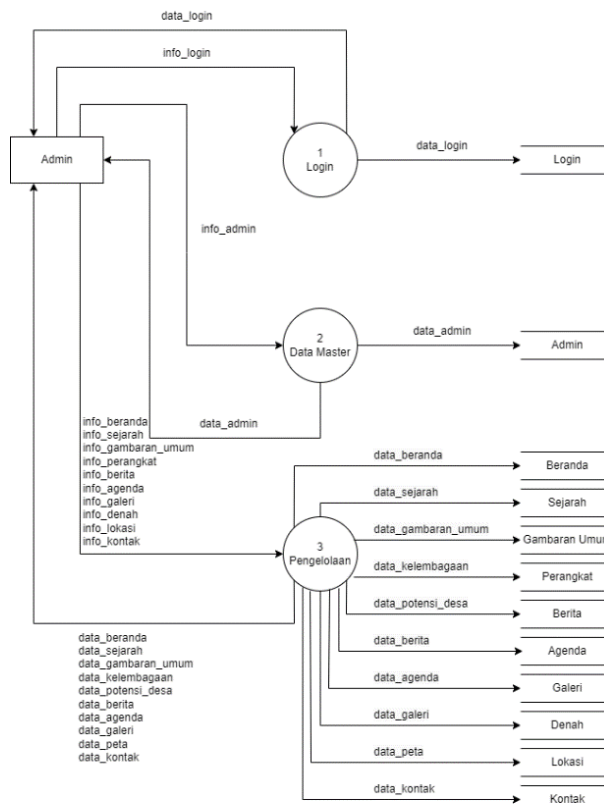 data_login
info_login
1
Login
data_login
Login
Admin
info_admin
2
Data Master
data_admin
Admin
data_admin
info_beranda
info_sejarah
info_gambaran_umum
info_perangkat
info_berita
info_agenda
info_galeri
info_denah
info_lokasi
info_kontak
3
Pengelolaan
data_beranda
Beranda
data_sejarah
Sejarah
data_gambaran_umum
Gambaran Umum
data_kelembagaan
Perangkat
data_potensi_desa
Berita
data_berita
Agenda
data_agenda
Galeri
data_galeri
Denah
data_peta
Lokasi
data_kontak
Kontak
data_beranda
data_sejarah
data_gambaran_umum
data_kelembagaan
data_potensi_desa
data_berita
data_agenda
data_galeri
data_peta
data_kontak